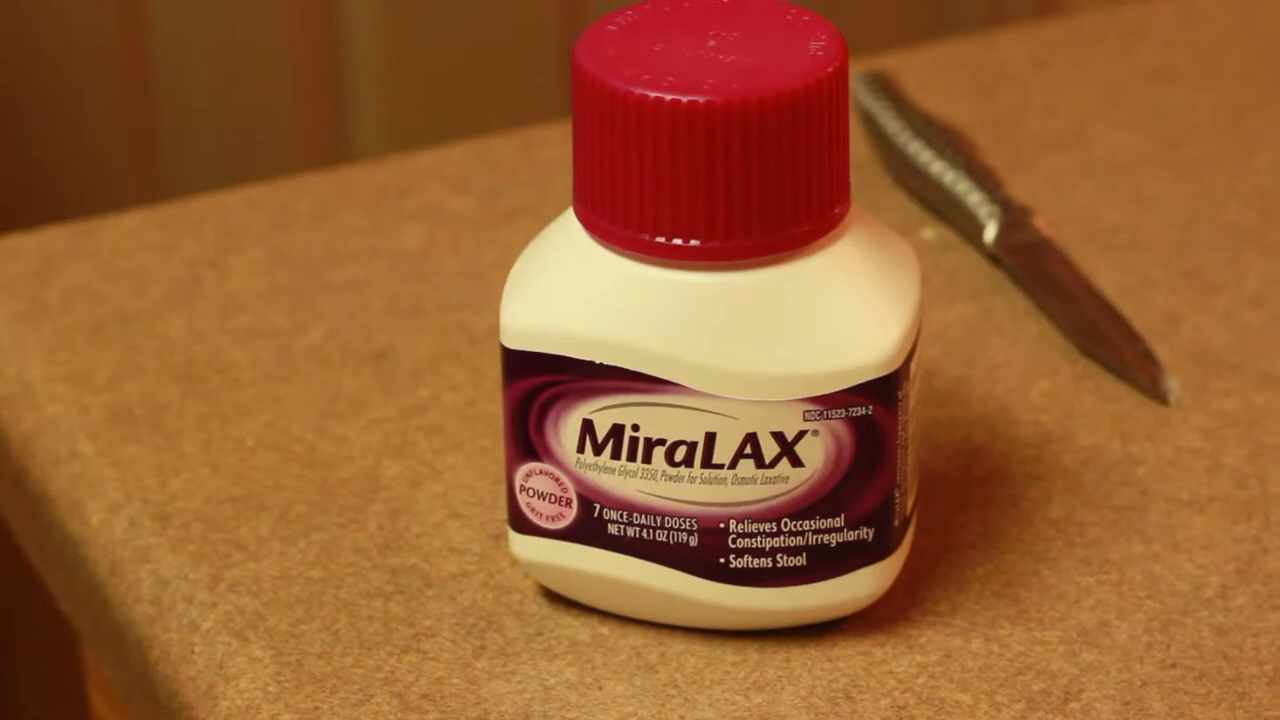 NDC 11523-7234-2
MiraLAX®
Polyethylene Glycol 3350, Powder for Solution, Osmotic Laxative
UNFLAVORED
POWDER
GRIT FREE
7 ONCE-DAILY DOSES
NET WT 4.1 OZ (119 g)
• Relieves Occasional
Constipation/Irregularity
• Softens Stool